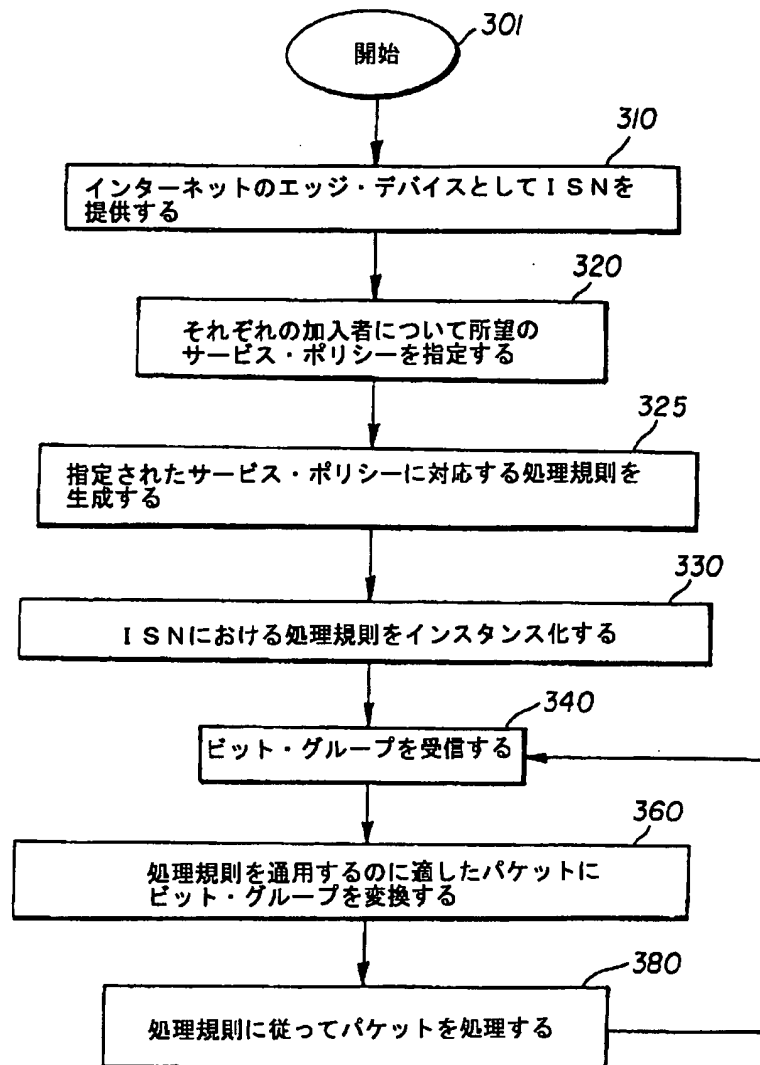 301
開始
310
インターネットのエッジ・デバイスとしてＩＳＮを
提供する
320
それぞれの加入者について所望の
サービス・ポリシーを指定する
325
指定されたサービス・ポリシーに対応する処理規則を
生成する
330
ＩＳＮにおける処理規則をインスタンス化する
340
ビット・グループを受信する
360
処理規則を通用するのに適したパケットに
ビット・グループを変換する
380
処理規則に従ってパケットを処理する